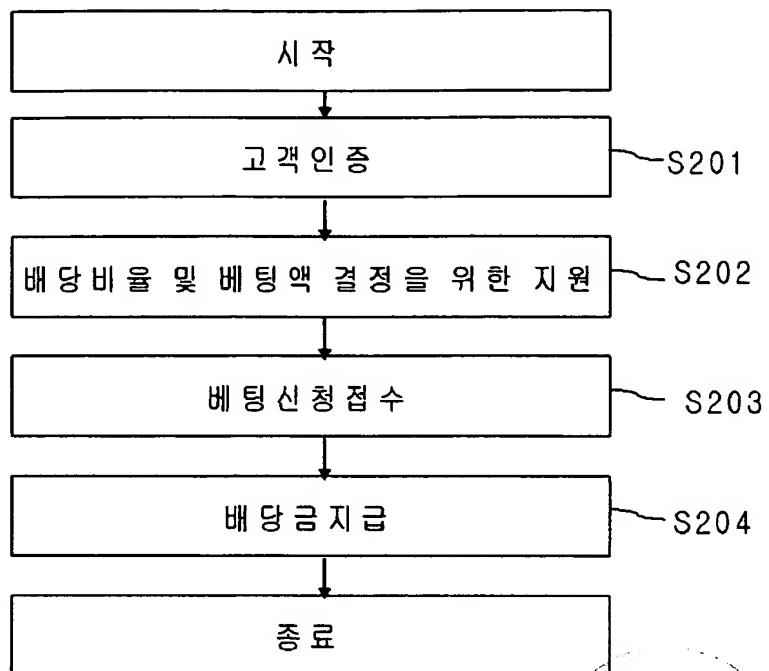 시작
고객인증
S201
배당비율 및 베팅액 결정을 위한 지원
S202
베팅신청접수
S203
배당금지급
S204
종료